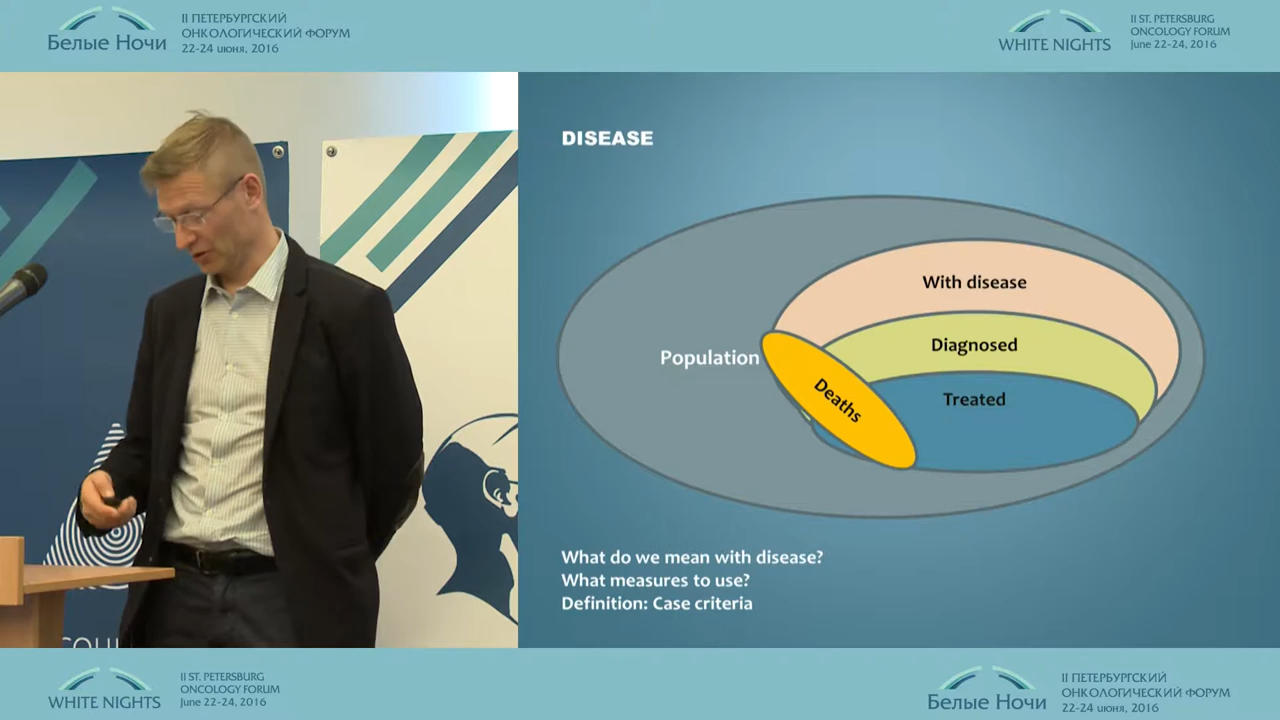 Белые Ночи
II ПЕТЕРБУРГСКИЙ
ОНКОЛОГИЧЕСКИЙ ФОРУМ
22-24 июня, 2016
WHITE NIGHTS
II ST. PETERSBURG
ONCOLOGY FORUM
June 22-24, 2016
DISEASE
With disease
Diagnosed
Population
Deaths
Treated
What do we mean with disease?
What measures to use?
Definition: Case criteria
WHITE NIGHTS
II ST. PETERSBURG
ONCOLOGY FORUM
June 22-24, 2016
Белые Ночи
II ПЕТЕРБУРГСКИЙ
ОНКОЛОГИЧЕСКИЙ ФОРУМ
22-24 июня, 2016